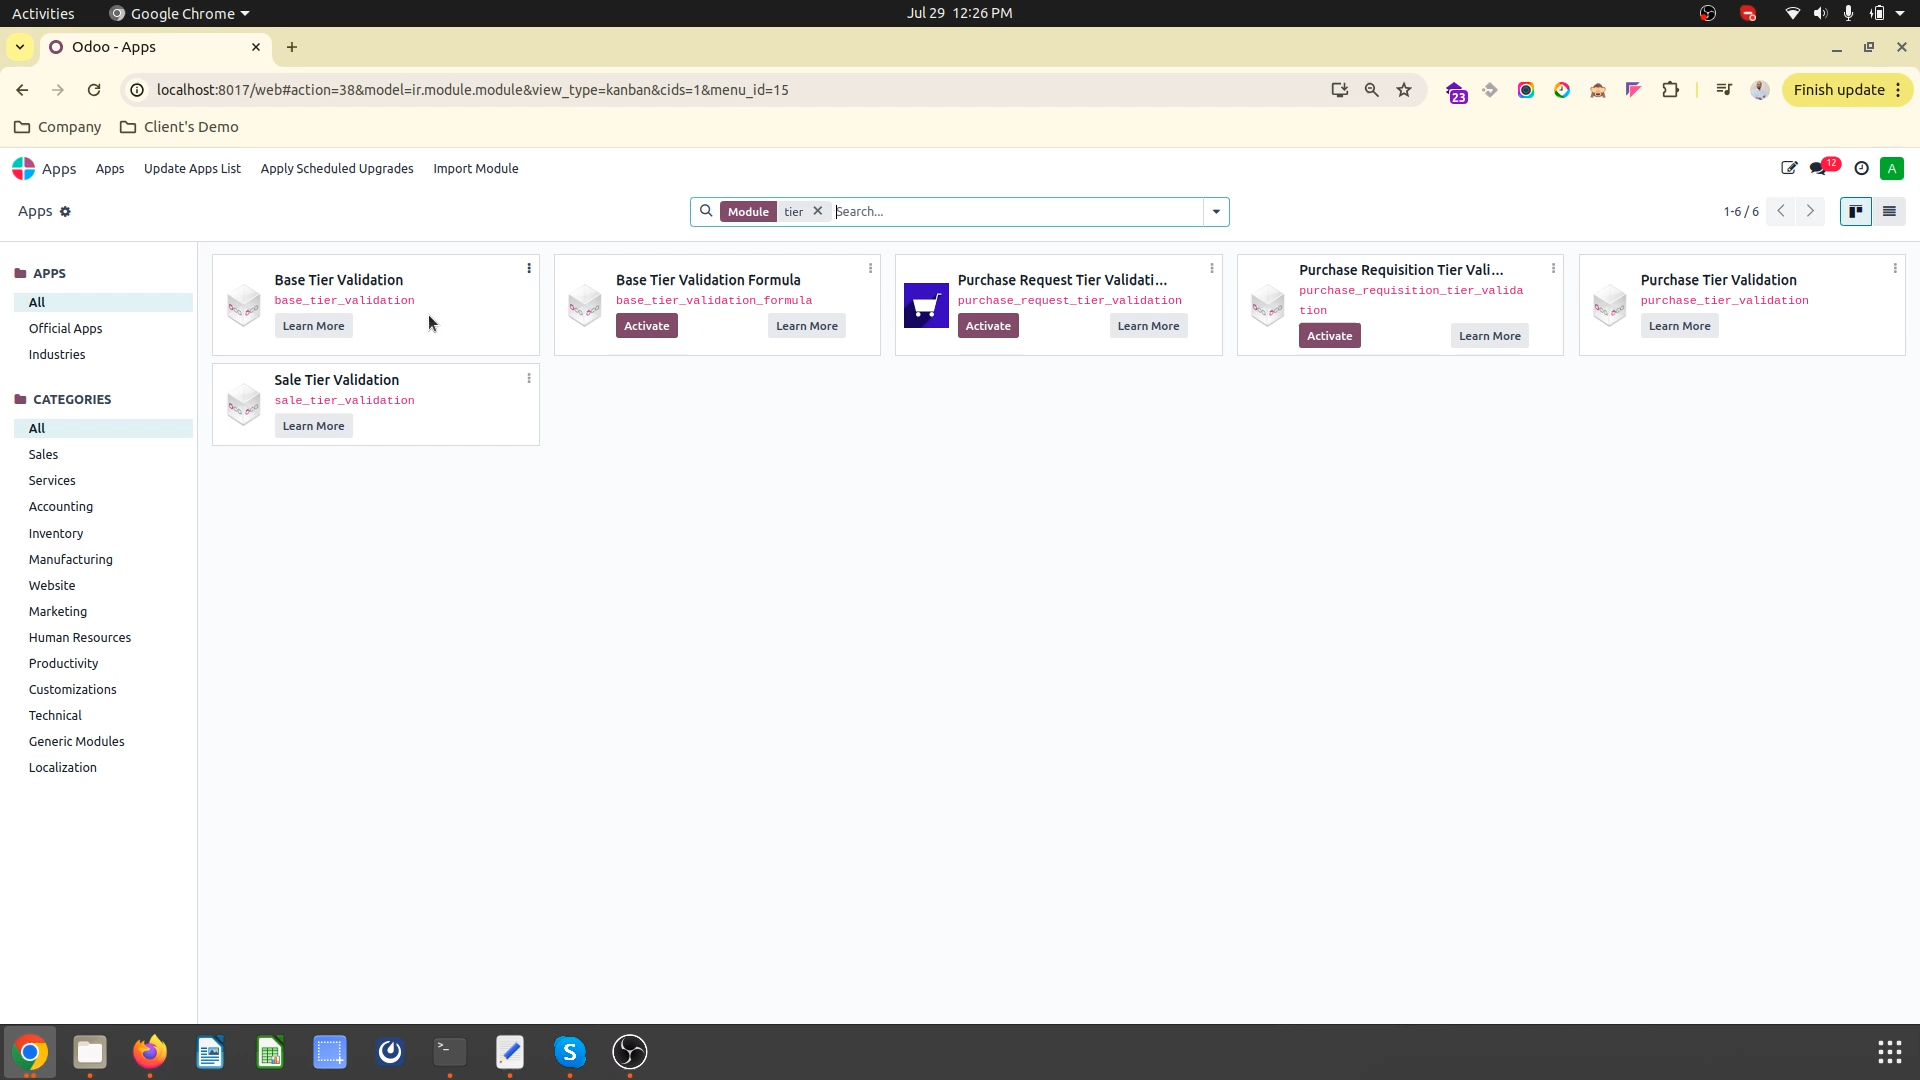 Activities
Google Chrome
Jul 29 12:26 PM
Odoo - Apps
localhost:8017/web#action=38&model=ir.module.module&view_type=kanban&cids=1&menu_id=15
23
Finish update
Company
Client's Demo
Apps
Apps
Update Apps List
Apply Scheduled Upgrades
Import Module
12
A
Apps
Module
tier
Search...
1-6 / 6
APPS
All
Official Apps
Industries
CATEGORIES
All
Sales
Services
Accounting
Inventory
Manufacturing
Website
Marketing
Human Resources
Productivity
Customizations
Technical
Generic Modules
Localization
Base Tier Validation
base_tier_validation
Learn More
Base Tier Validation Formula
base_tier_validation_formula
Activate
Learn More
Purchase Request Tier Validati...
purchase_request_tier_validation
Activate
Learn More
Purchase Requisition Tier Vali...
purchase_requisition_tier_valida
tion
Activate
Learn More
Purchase Tier Validation
purchase_tier_validation
Learn More
Sale Tier Validation
sale_tier_validation
Learn More